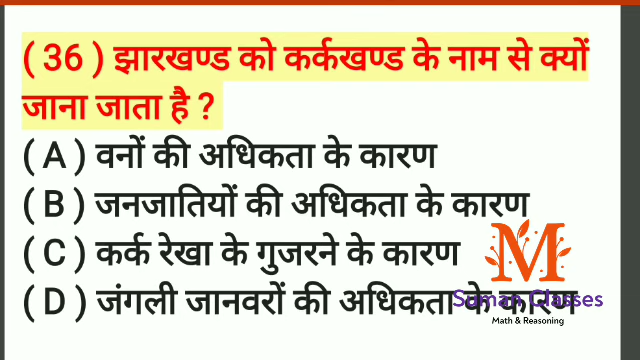 ( 36 ) झारखण्ड को कर्कखण्ड के नाम से क्यों
जाना जाता है ?
( A ) वनों की अधिकता के कारण
( B ) जनजातियों की अधिकता के कारण
( C ) कर्क रेखा के गुजरने के कारण
( D ) जंगली जानवरों की अधिकता के कारण
M
Suman Classes
Math & Reasoning